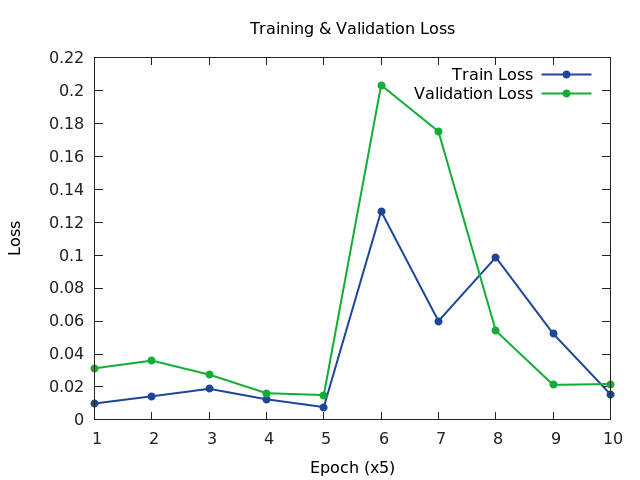 Training & Validation Loss
0.22
0.2
0.18
0.16
0.14
0.12
0.1
0.08
0.06
0.04
0.02
0
Loss
Train Loss
Validation Loss
1 2 3 4 5 6 7 8 9 10
Epoch (x5)